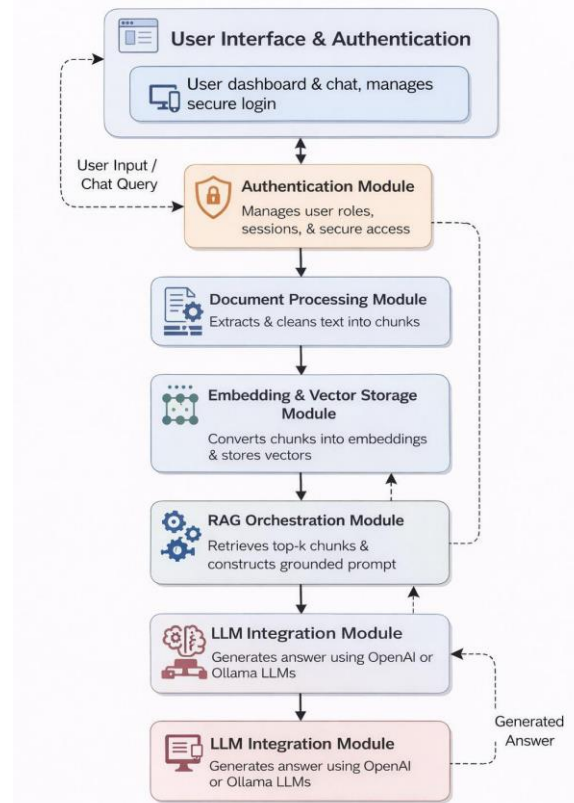 User Interface & Authentication
User dashboard & chat, manages
secure login
User Input /
Chat Query
Authentication Module
Manages user roles,
sessions, & secure access
Document Processing Module
Extracts & cleans text into chunks
Embedding & Vector Storage
Module
Converts chunks into embeddings
& stores vectors
RAG Orchestration Module
Retrieves top-k chunks &
constructs grounded prompt
LLM Integration Module
Generates answer using OpenAI or
Ollama LLMs
Generated
Answer
LLM Integration Module
Generates answer using OpenAI
or Ollama LLMs